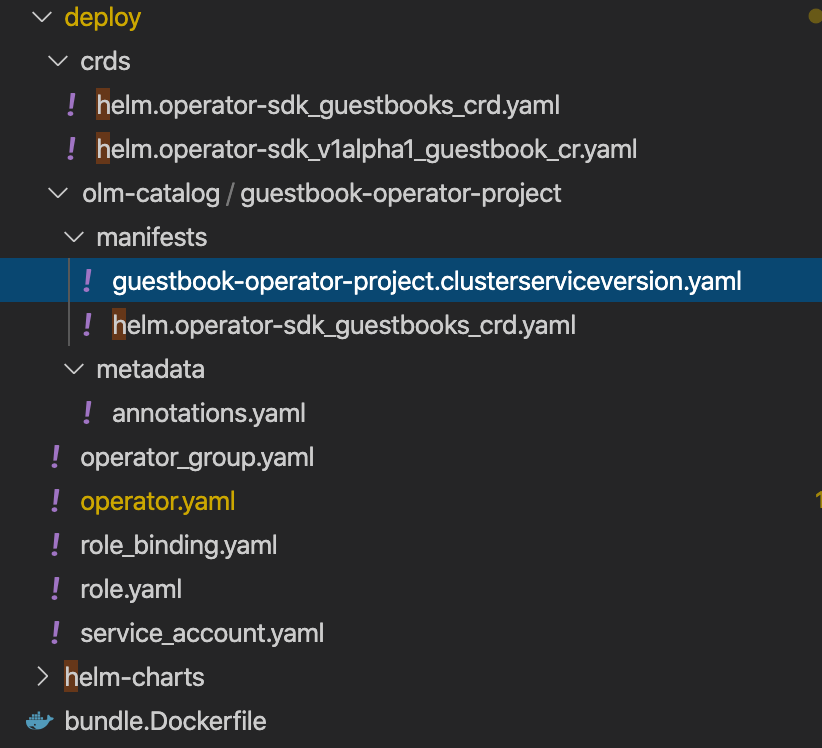 deploy
crds
! helm.operator-sdk_guestbooks_crd.yaml
! helm.operator-sdk_v1alpha1_guestbook_cr.yaml
olm-catalog / guestbook-operator-project
manifests
! guestbook-operator-project.clusterserviceversion.yaml
! helm.operator-sdk_guestbooks_crd.yaml
metadata
! annotations.yaml
! operator_group.yaml
! operator.yaml 1
! role_binding.yaml
! role.yaml
! service_account.yaml
helm-charts
bundle.Dockerfile